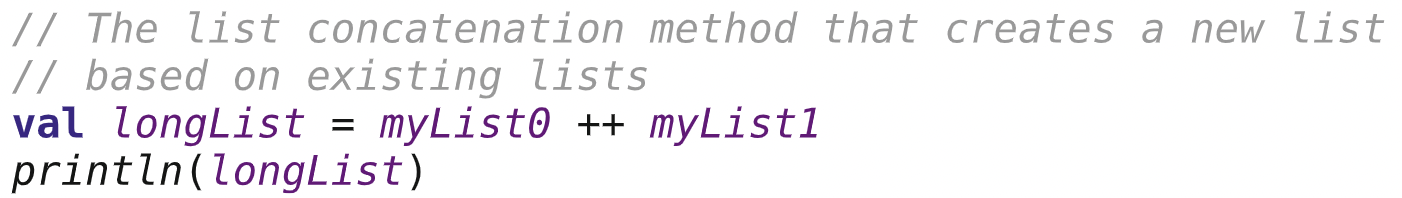 // The list concatenation method that creates a new list
// based on existing lists
val longList = myList0 ++ myList1
println(longList)